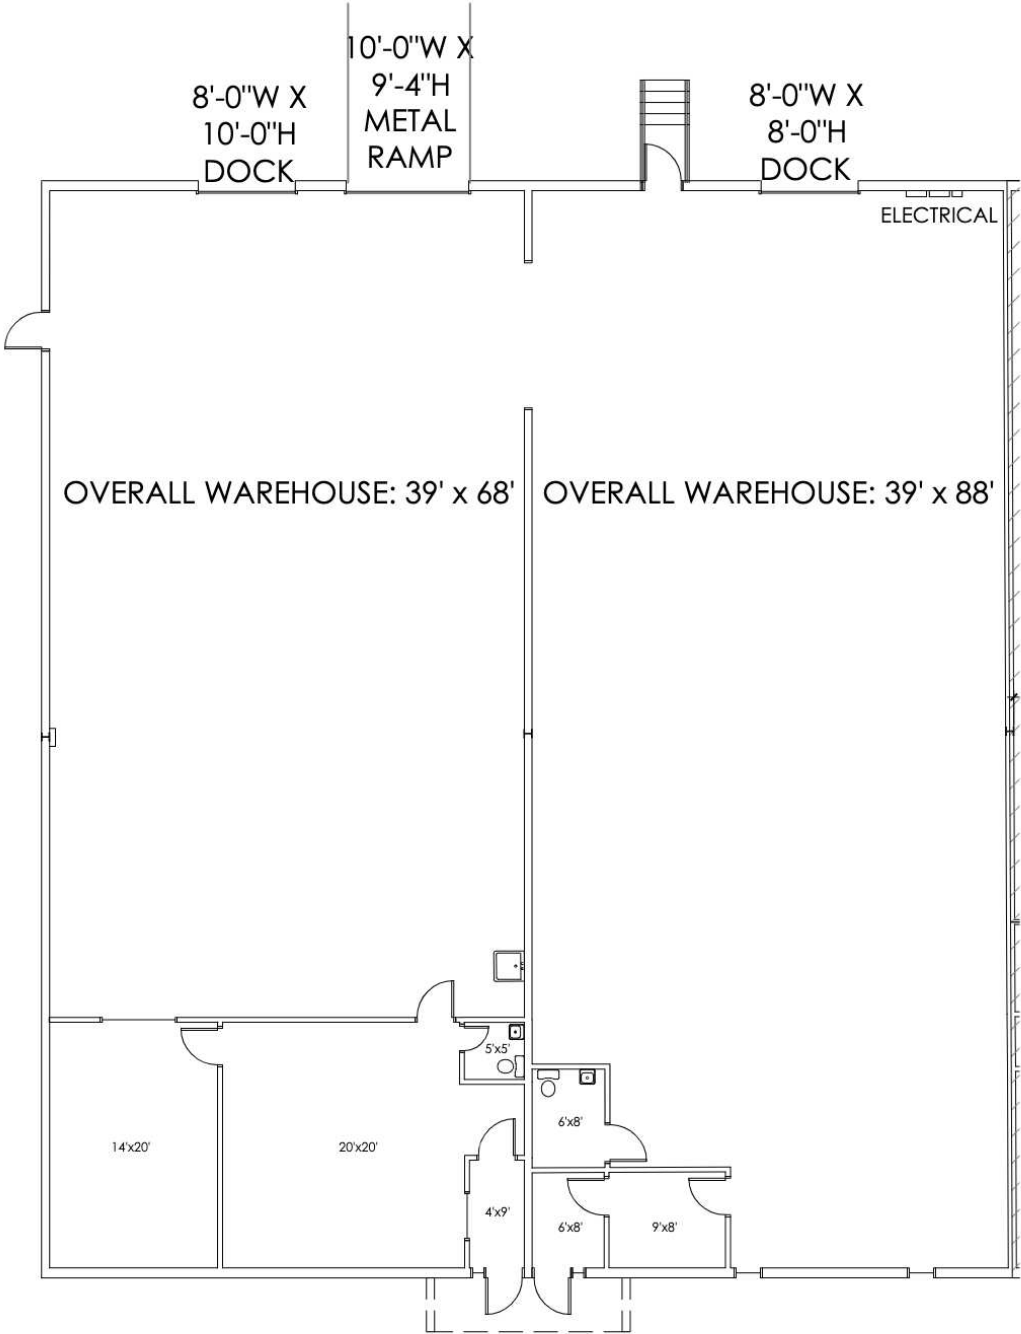 10'-0"W X
9'-4"H
METAL
RAMP
8'-0"W X
10'-0"H
DOCK
8'-0"W X
8'-0"H
DOCK
ELECTRICAL
OVERALL WAREHOUSE: 39' x 68'
OVERALL WAREHOUSE: 39' x 88'
5'x5'
6'x8'
14'x20'
20'x20'
4'x9'
6'x8'
9'x8'